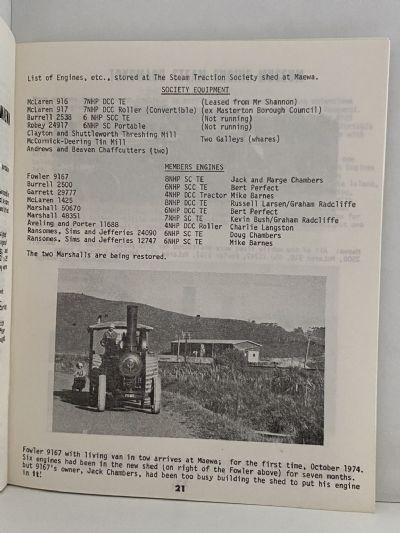 List of Engines, etc., stored at The Steam Traction Society shed at Maewa.
SOCIETY EQUIPMENT
McLaren 916 7NHP DCC TE (Leased from Mr Shannon)
McLaren 917 7NHP DCC Roller (Convertible) (ex Masterton Borough Council)
Burrell 2538 6 NHP SCC TE (Not running)
Robey 24917 6NHP SC Portable (Not running)
Clayton and Shuttleworth Threshing Mill
McCormick-Deering Tin Mill Two Galleys (whares)
Andrews and Beaven Chaffcutters (two)
MEMBERS ENGINES
Fowler 9167 8NHP SC TE Jack and Marge Chambers
Burrell 2500 6NHP SCC TE Bert Perfect
Garrett 29777 4NHP DCC Tractor Mike Barnes
McLaren 1425 8NHP DCC TE Russell Larsen/Graham Radcliffe
Marshall 50670 6NHP DCC TE Bert Perfect
Marshall 48351 7NHP SC TE Kevin Bush/Graham Radcliffe
Aveling and Porter 11688 4NHP DCC Roller Charlie Langston
Ransomes, Sims and Jefferies 24090 6NHP SC TE Doug Chambers
Ransomes, Sims and Jefferies 12747 6NHP SC TE Mike Barnes
The two Marshalls are being restored.
Fowler 9167 with living van in tow arrives at Maewa; for the first time, October 1974.
Six engines had been in the new shed (on right of the Fowler above) for seven months.
but 9167's owner, Jack Chambers, had been too busy building the shed to put his engine
in it!
21